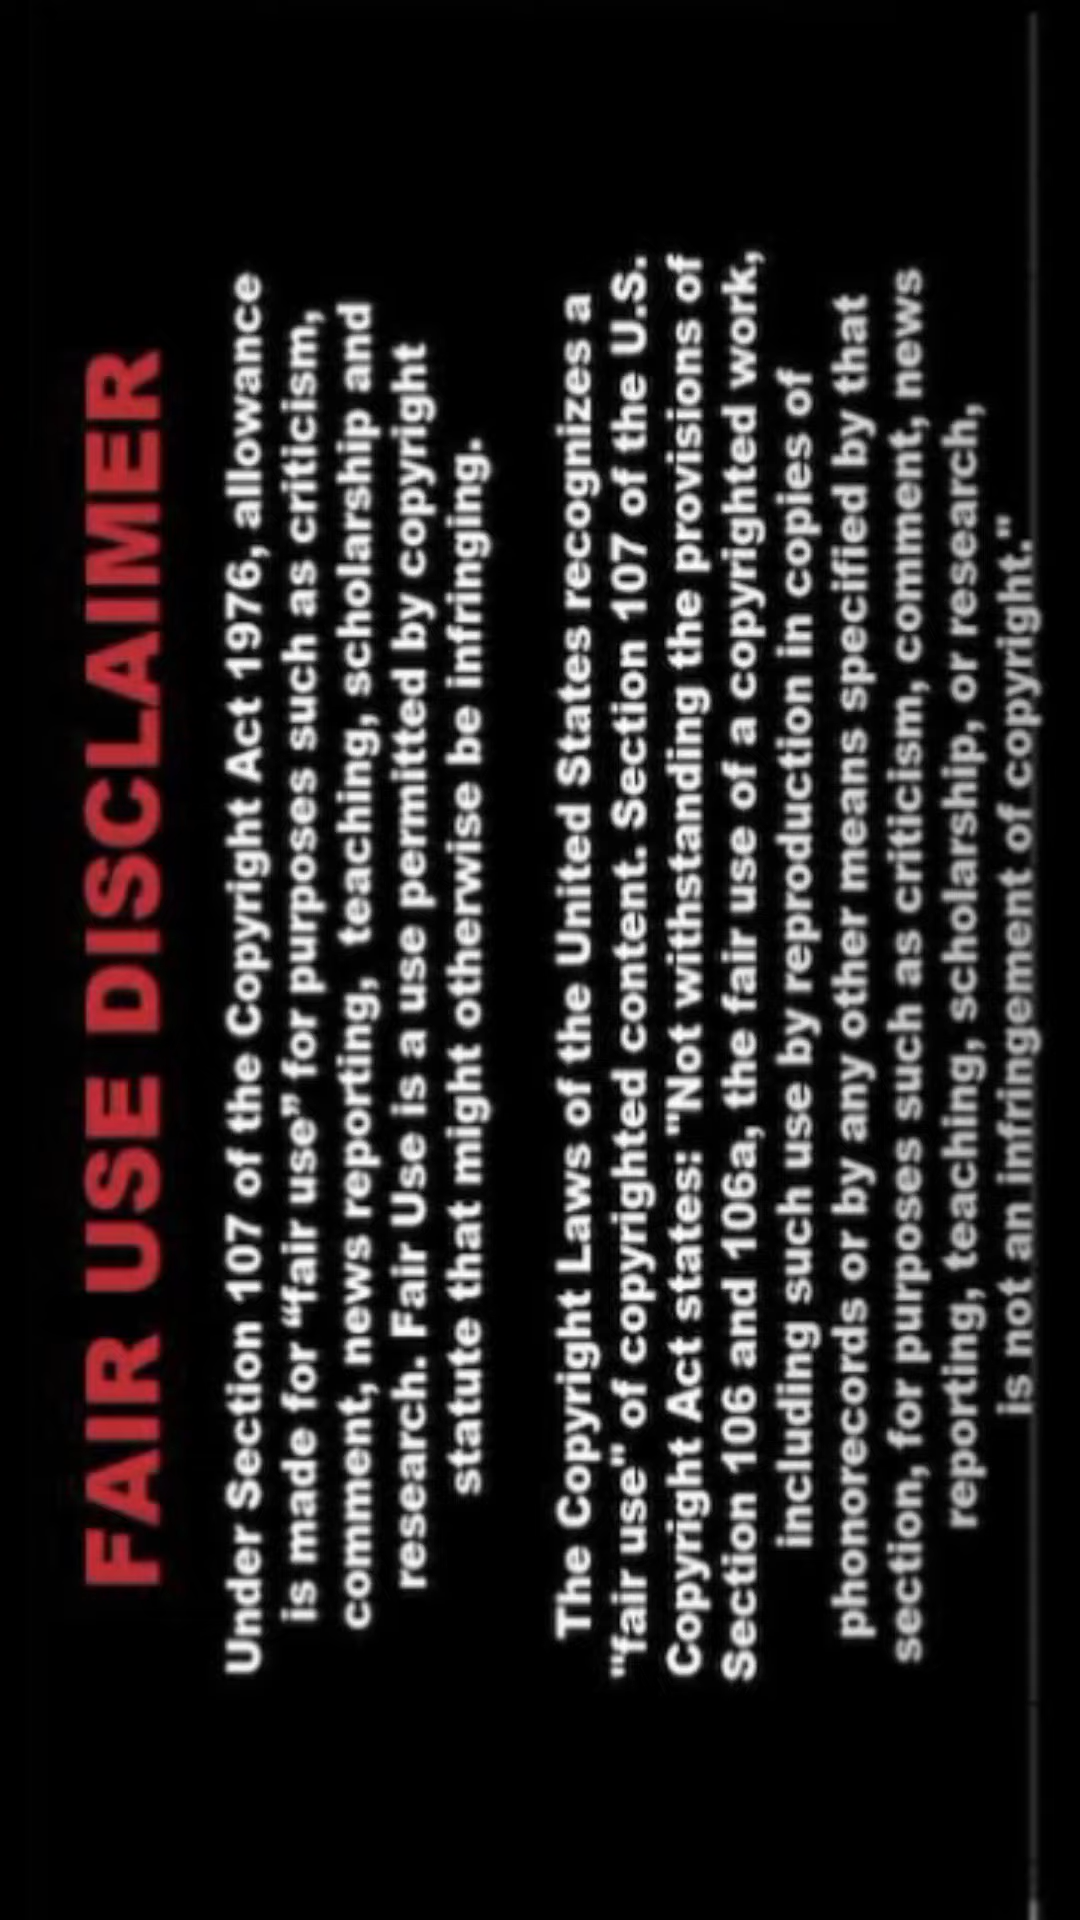 FAIR USE DISCLAIMER
Under Section 107 of the Copyright Act 1976, allowance
is made for “fair use” for purposes such as criticism,
comment, news reporting, teaching, scholarship and
research. Fair Use is a use permitted by copyright
statute that might otherwise be infringing.
The Copyright Laws of the United States recognizes a
"fair use" of copyrighted content. Section 107 of the U.S.
Copyright Act states: "Not withstanding the provisions of
Section 106 and 106a, the fair use of a copyrighted work,
including such use by reproduction in copies of
phonorecords or by any other means specified by that
section, for purposes such as criticism, comment, news
reporting, teaching, scholarship, or research,
is not an infringement of copyright."